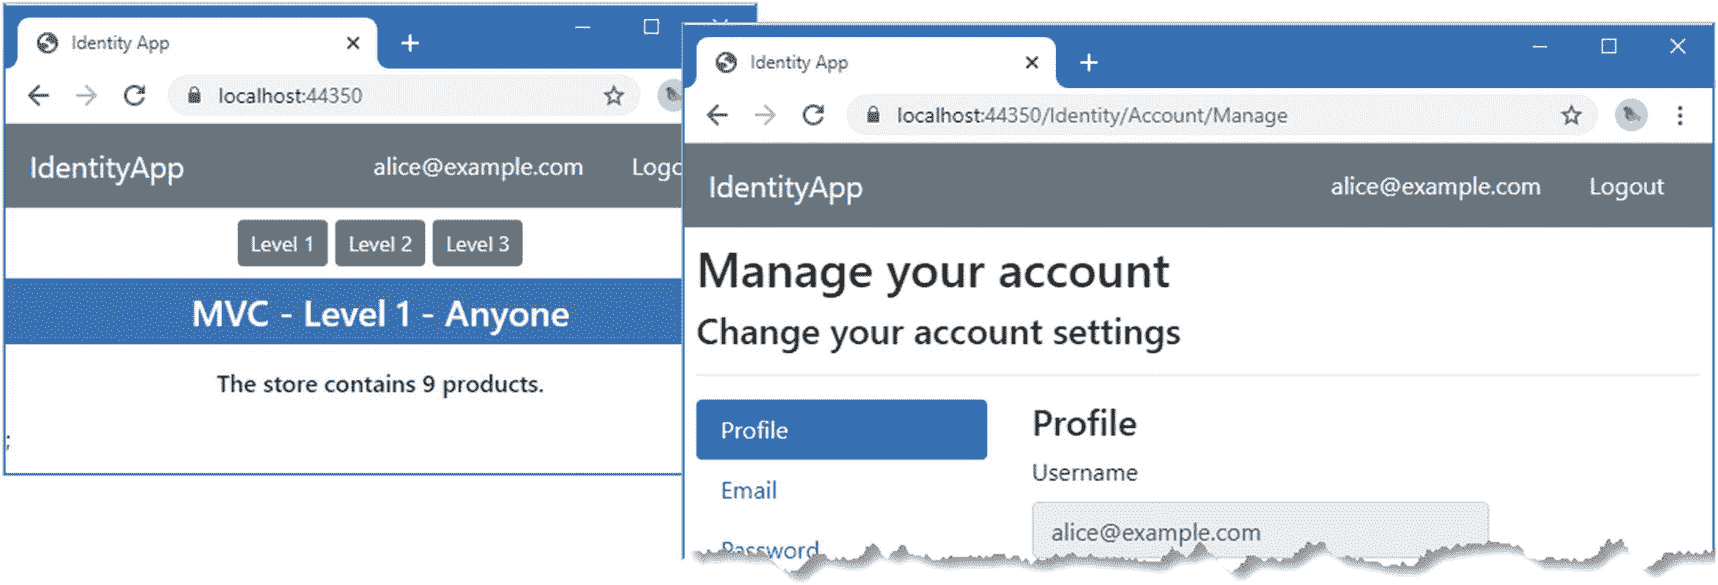 Identity App
localhost:44350
IdentityApp alice@example.com Logo
Level 1 Level 2 Level 3
MVC - Level 1 - Anyone
The store contains 9 products.
;
Identity App
localhost:44350/Identity/Account/Manage
IdentityApp alice@example.com Logout
Manage your account
Change your account settings
Profile
Email
Password
Profile
Username
alice@example.com